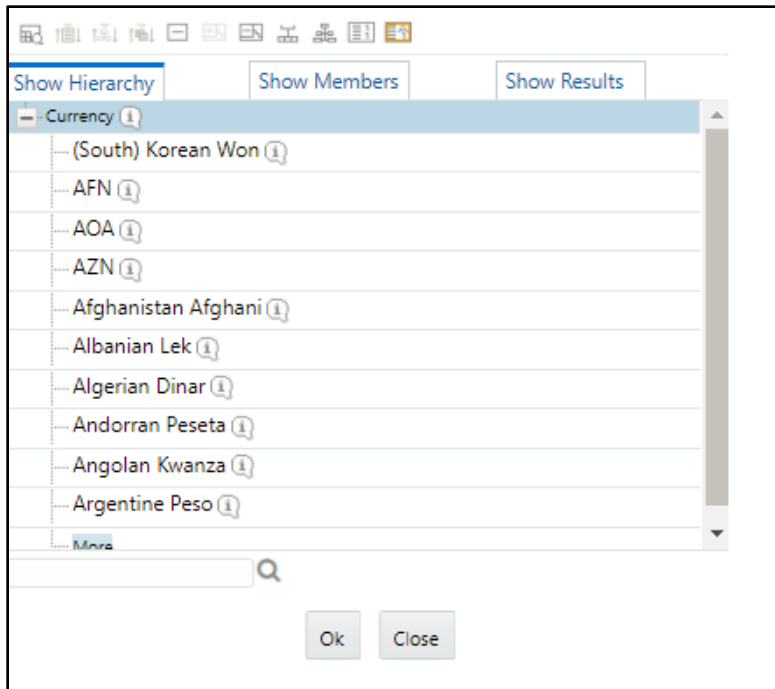 Show Hierarchy Show Members Show Results
Currency
(South) Korean Won
AFN
AOA
AZN
Afghanistan Afghani
Albanian Lek
Algerian Dinar
Andorran Peseta
Angolan Kwanza
Argentine Peso
More
Ok Close